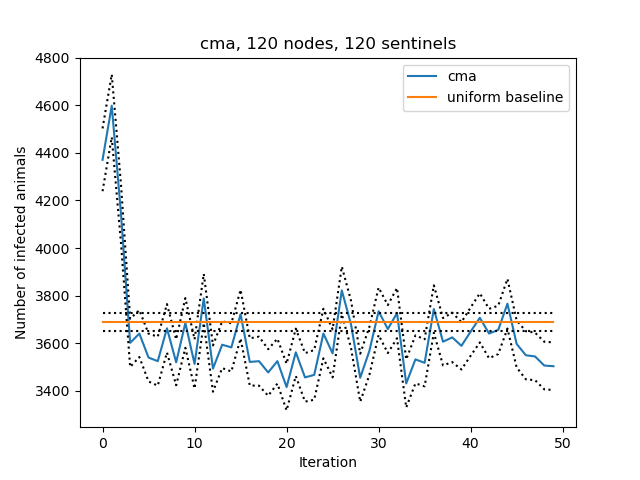 cma, 120 nodes, 120 sentinels
cma
uniform baseline
Number of infected animals
4800
4600
4400
4200
4000
3800
3600
3400
0 10 20 30 40 50
Iteration